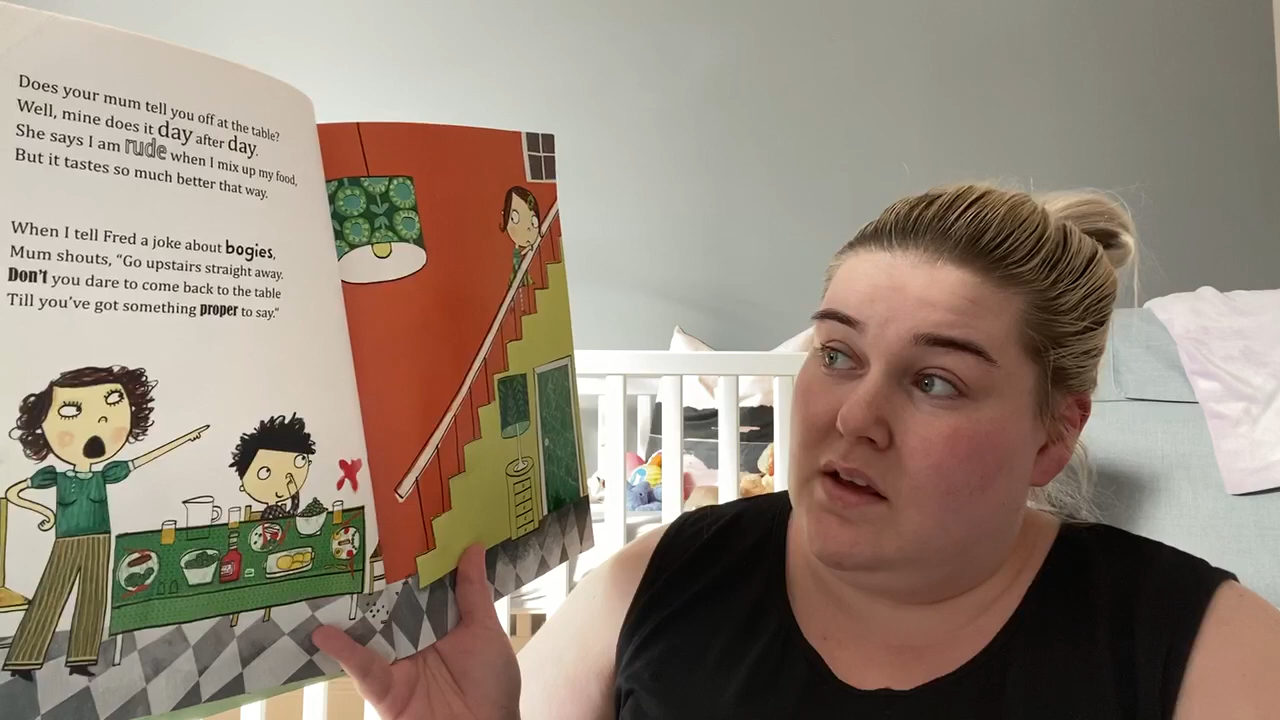 Does your mum tell you off at the table?
Well, mine does it day after day.
She says I am rude when I mix up my food,
But it tastes so much better that way.
When I tell Fred a joke about bogies,
Mum shouts, “Go upstairs straight away.
Don't you dare to come back to the table
Till you've got something proper to say.”